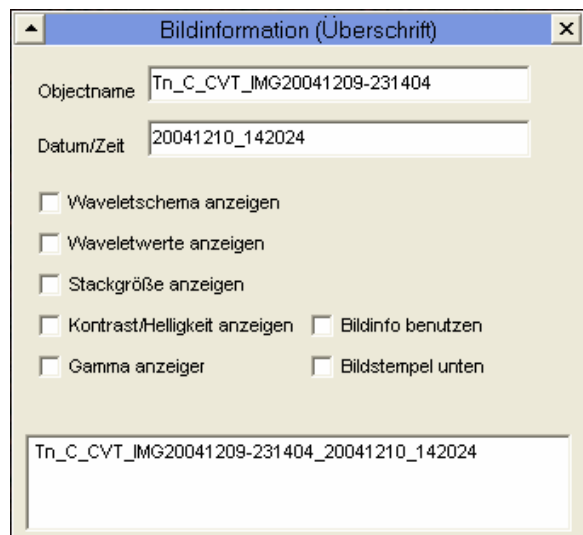 Bildinformation (Überschrift)
Objectname Tn_C_CVT_IMG20041209-231404
Datum/Zeit 20041210_142024
Waveletschema anzeigen
Waveletwerte anzeigen
Stackgröße anzeigen
Kontrast/Helligkeit anzeigen Bildinfo benutzen
Gamma anzeiger Bildstempel unten
Tn_C_CVT_IMG20041209-231404_20041210_142024